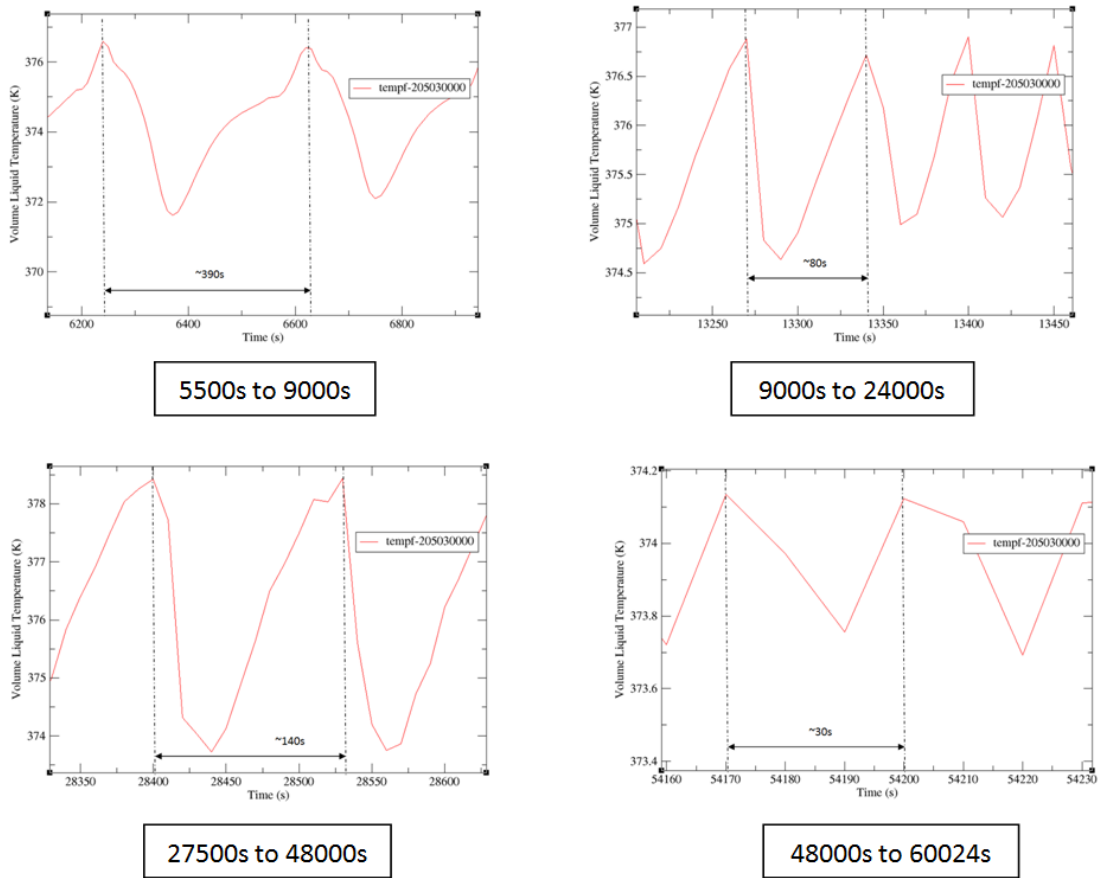 377
376.5
376
375.5
375
374.5
376
374
372
370
Volume Liquid Temperature (K)
tempf-205030000
~390s
6200 6400 6600 6800
Time (s)
Volume Liquid Temperature (K)
tempf-205030000
~80s
13250 13300 13350 13400 13450
Time (s)
5500s to 9000s
9000s to 24000s
378
377
376
375
374
Volume Liquid Temperature (K)
tempf-205030000
~140s
28350 28400 28450 28500 28550 28600
Time (s)
374.2
374
373.8
373.6
373.4
Volume Liquid Temperature (K)
tempf-205030000
~30s
54160 54170 54180 54190 54200 54210 54220 54230
Time (s)
27500s to 48000s
48000s to 60024s